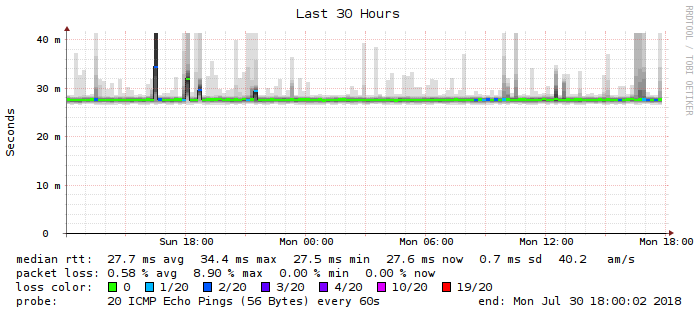 Last 30 Hours
RRDTOOL / TOBI OETIKER
Seconds
40 m
30 m
20 m
10 m
0
Sun 18:00 Mon 00:00 Mon 06:00 Mon 12:00 Mon 18:00
median rtt: 27.7 ms avg 34.4 ms max 27.5 ms min 27.6 ms now 0.7 ms sd 40.2 am/s
packet loss: 0.58 % avg 8.90 % max 0.00 % min 0.00 % now
loss color: 0 1/20 2/20 3/20 4/20 10/20 19/20
probe: 20 ICMP Echo Pings (56 Bytes) every 60s end: Mon Jul 30 18:00:02 2018